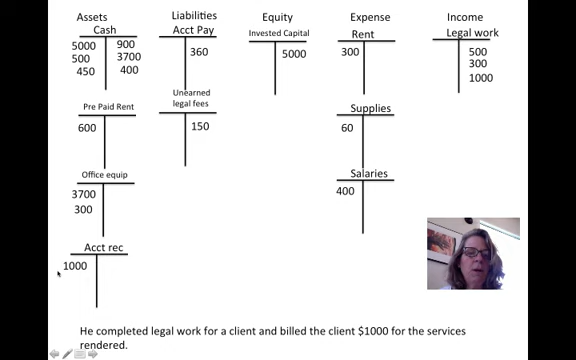 Assets
Cash
5000 900
500 3700
450 400
Pre Paid Rent
600
Office equip
3700
300
Acct rec
1000
Liabilities
Acct Pay
360
Unearned
legal fees
150
Equity
Invested Capital
5000
Expense
Rent
300
Supplies
60
Salaries
400
Income
Legal work
500
300
1000
He completed legal work for a client and billed the client $1000 for the services
rendered.